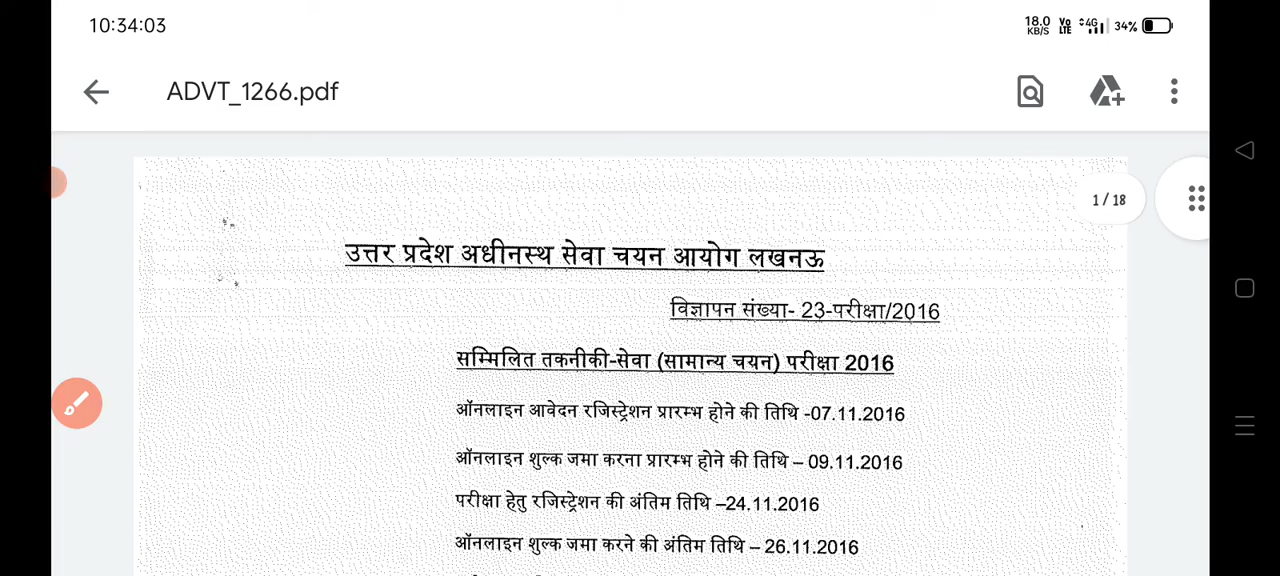 10:34:03
18.0 KB/S Vo LTE 4G 34%
ADVT_1266.pdf
1 / 18
उत्तर प्रदेश अधीनस्थ सेवा चयन आयोग लखनऊ
विज्ञापन संख्या- 23-परीक्षा/2016
सम्मिलित तकनीकी-सेवा (सामान्य चयन) परीक्षा 2016
ऑनलाइन आवेदन रजिस्ट्रेशन प्रारम्भ होने की तिथि -07.11.2016
ऑनलाइन शुल्क जमा करना प्रारम्भ होने की तिथि – 09.11.2016
परीक्षा हेतु रजिस्ट्रेशन की अंतिम तिथि –24.11.2016
ऑनलाइन शुल्क जमा करने की अंतिम तिथि – 26.11.2016